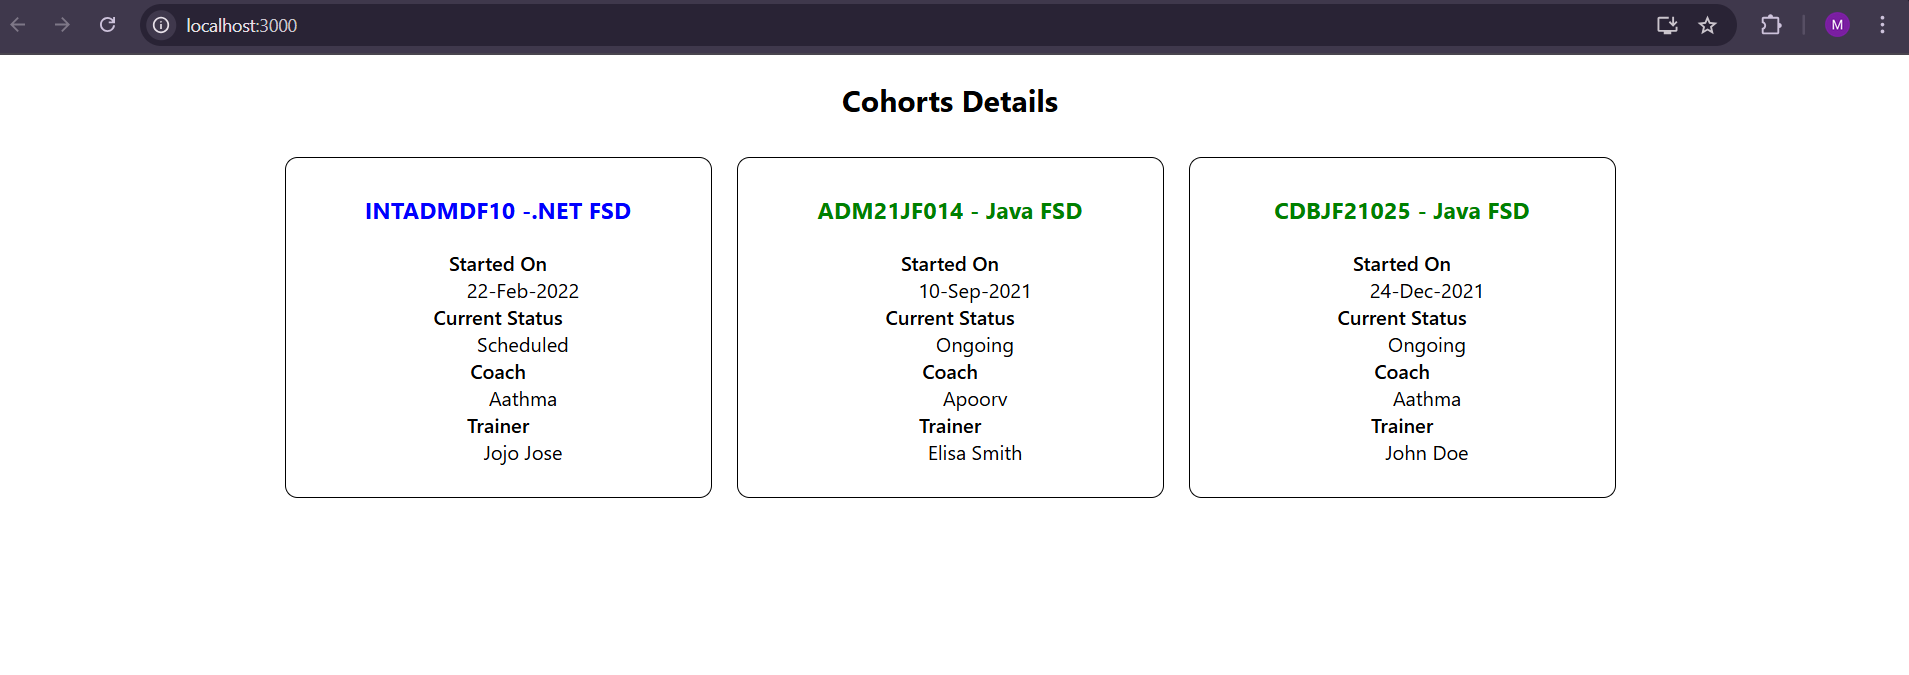 localhost:3000
M
Cohorts Details
INTADMDF10 -.NET FSD
Started On
22-Feb-2022
Current Status
Scheduled
Coach
Aathma
Trainer
Jojo Jose
ADM21JF014 - Java FSD
Started On
10-Sep-2021
Current Status
Ongoing
Coach
Apoorv
Trainer
Elisa Smith
CDBJF21025 - Java FSD
Started On
24-Dec-2021
Current Status
Ongoing
Coach
Aathma
Trainer
John Doe